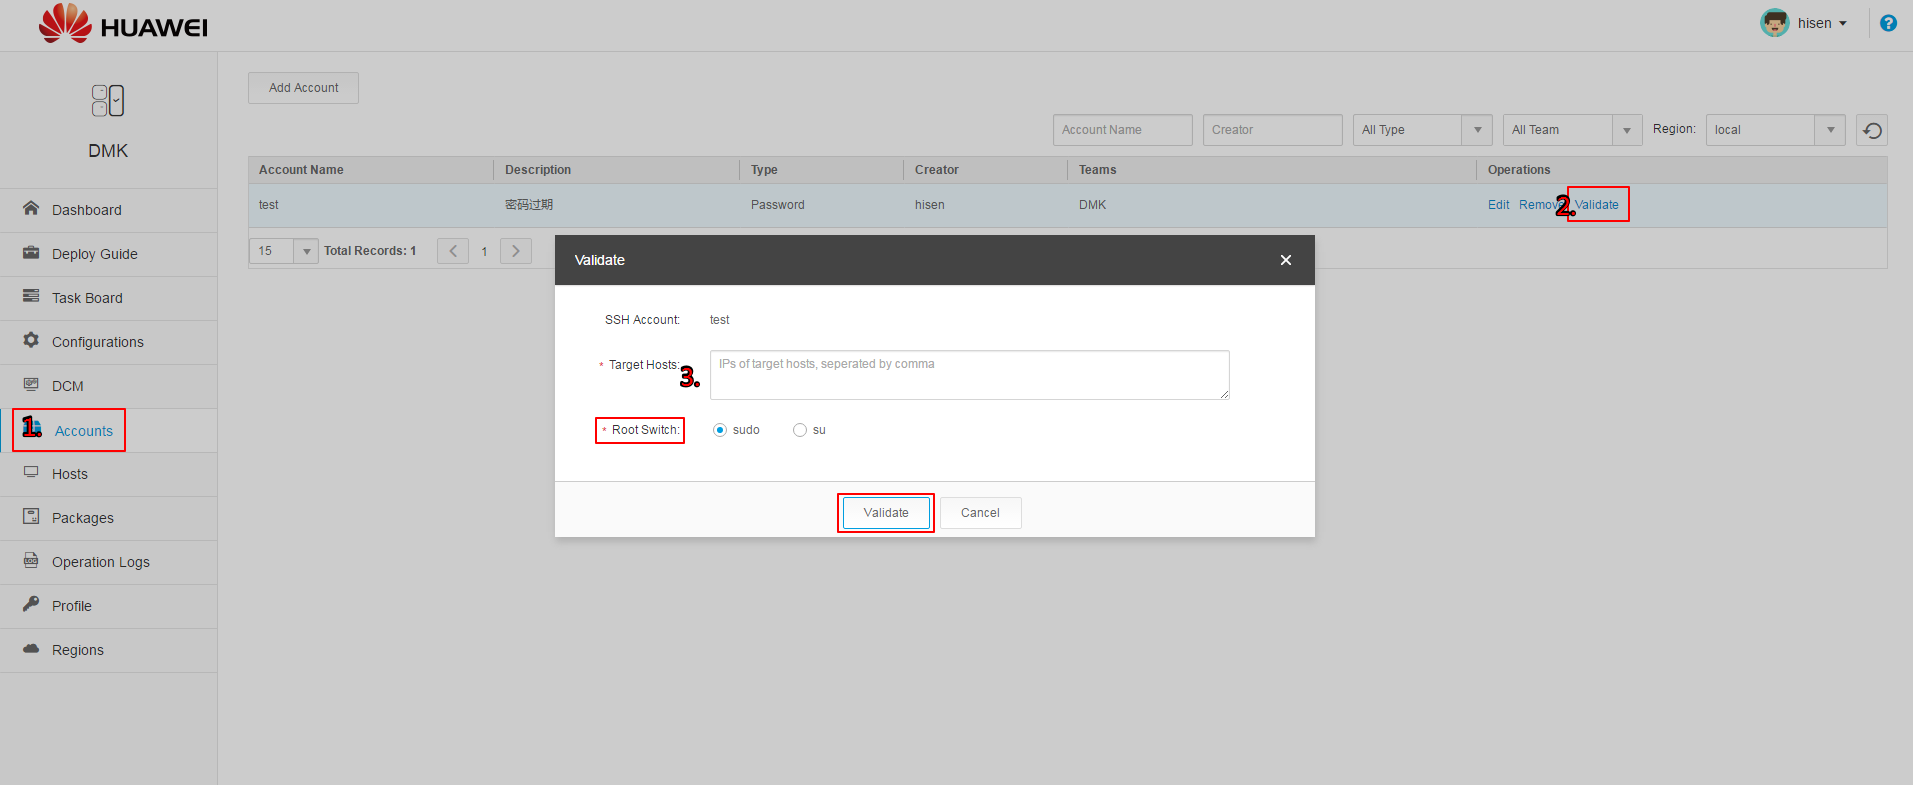 HUAWEI
hisen
?
DMK
Dashboard
Deploy Guide
Task Board
Configurations
DCM
1. Accounts
Hosts
Packages
LOG Operation Logs
Profile
Regions
Add Account
Account Name Creator All Type All Team Region: local
Account Name Description Type Creator Teams Operations
test 密码过期 Password hisen DMK Edit Remove 2. Validate
15 Total Records: 1 1
Validate
SSH Account: test
* Target Hosts: 3. IPs of target hosts, seperated by comma
* Root Switch: sudo su
Validate Cancel